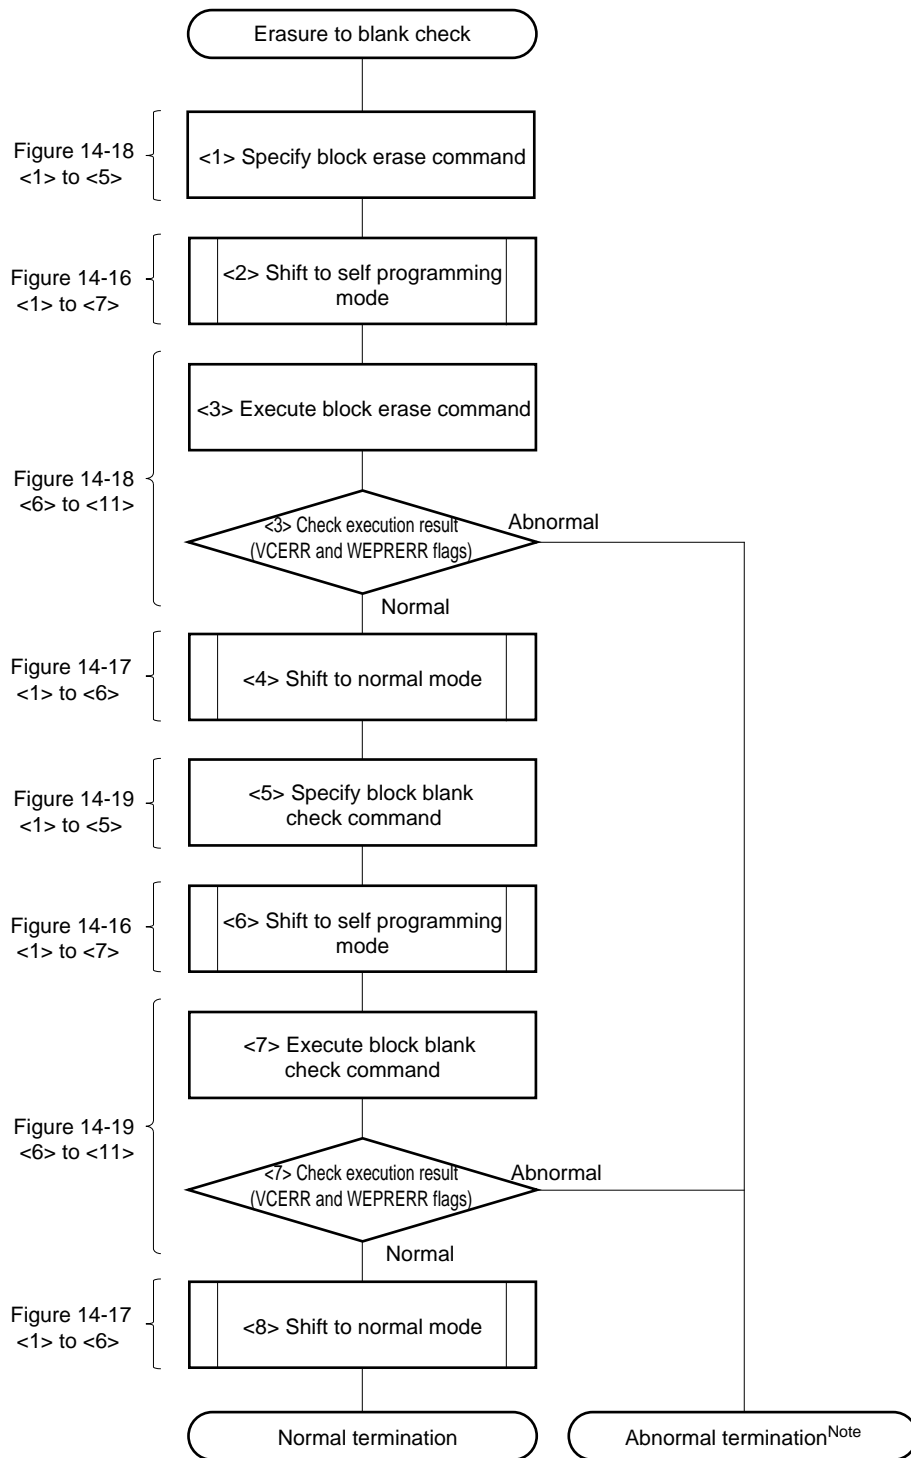 Erasure to blank check
Figure 14-18
<1> to <5>
<1> Specify block erase command
Figure 14-16
<1> to <7>
<2> Shift to self programming
mode
<3> Execute block erase command
Figure 14-18
<6> to <11>
<3> Check execution result
(VCERR and WEPRERR flags)
Abnormal
Normal
Figure 14-17
<1> to <6>
<4> Shift to normal mode
Figure 14-19
<1> to <5>
<5> Specify block blank
check command
Figure 14-16
<1> to <7>
<6> Shift to self programming
mode
<7> Execute block blank
check command
Figure 14-19
<6> to <11>
<7> Check execution result
(VCERR and WEPRERR flags)
Abnormal
Normal
Figure 14-17
<1> to <6>
<8> Shift to normal mode
Normal termination
Abnormal termination Note